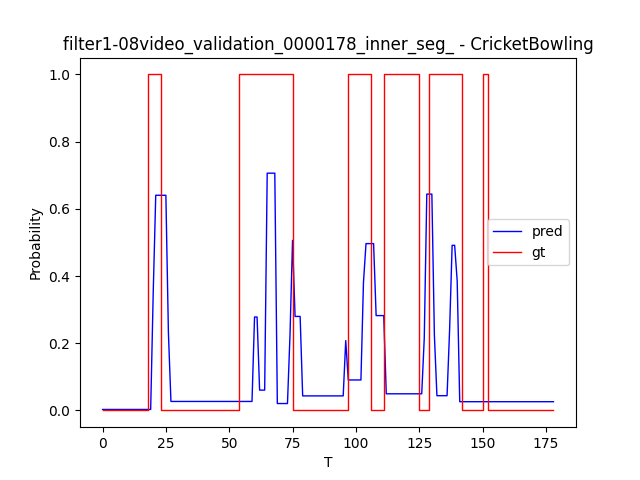 filter1-08video_validation_0000178_inner_seg_ - CricketBowling
1.0
0.8
0.6
0.4
0.2
0.0
Probability
pred
gt
0
25
50
75
100
125
150
175
T